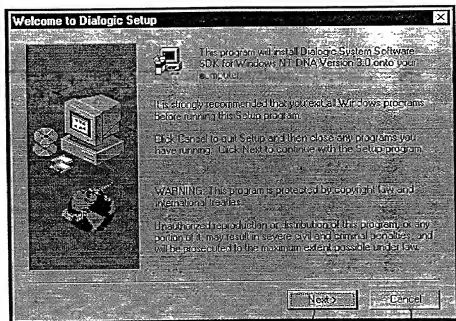 Welcome to Dialogic Setup
This program will install Dialogic System Software
SDK for Windows NT DNA Version 3.0 onto your
computer.
It is strongly recommended that you exit all Windows programs
before running this Setup program.
Click Cancel to quit Setup and then close any programs you
have running. Click Next to continue with the Setup program.
WARNING: This program is protected by copyright law and
international treaties.
Unauthorized reproduction or distribution of this program, or any
portion of it, may result in severe civil and criminal penalties, and
will be prosecuted to the maximum extent possible under law.
Next >
Cancel